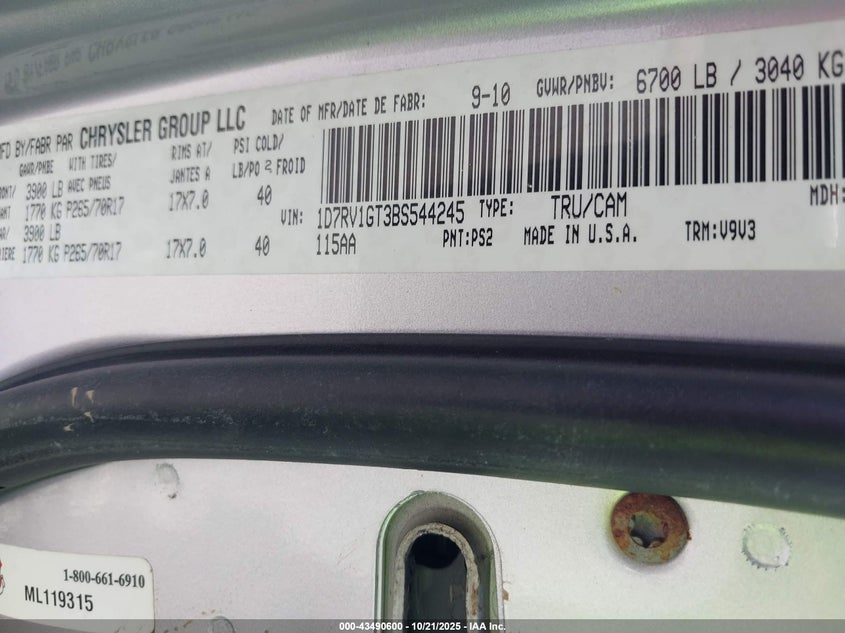 MFD BY/FABR PAR CHRYSLER GROUP LLC DATE OF MFR/DATE DE FABR: 9-10 GVWR/PNBV: 6700 LB / 3040 KG
GAWR/PNBE WITH TIRES/ RIMS AT/ PSI COLD/
AVEC PNEUS JANTES A LB/PO 2 FROID
3900 LB
1770 KG P265/70R17 17X7.0 40
3900 LB
1770 KG P265/70R17 17X7.0 40
VIN: 1D7RV1GT3BS544245 TYPE: TRU/CAM MDH:
115AA PNT:PS2 MADE IN U.S.A. TRM:V9V3
1-800-661-6910
ML119315
000-43490600 - 10/21/2025 - IAA Inc.